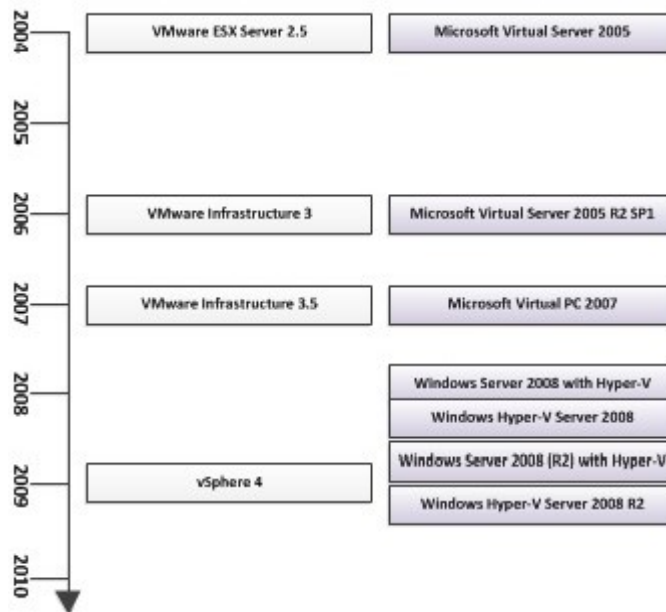 2004
VMware ESX Server 2.5
Microsoft Virtual Server 2005
2005
2006
VMware Infrastructure 3
Microsoft Virtual Server 2005 R2 SP1
2007
VMware Infrastructure 3.5
Microsoft Virtual PC 2007
2008
Windows Server 2008 with Hyper-V
Windows Hyper-V Server 2008
Windows Server 2008 (R2) with Hyper-V
2009
vSphere 4
Windows Hyper-V Server 2008 R2
2010